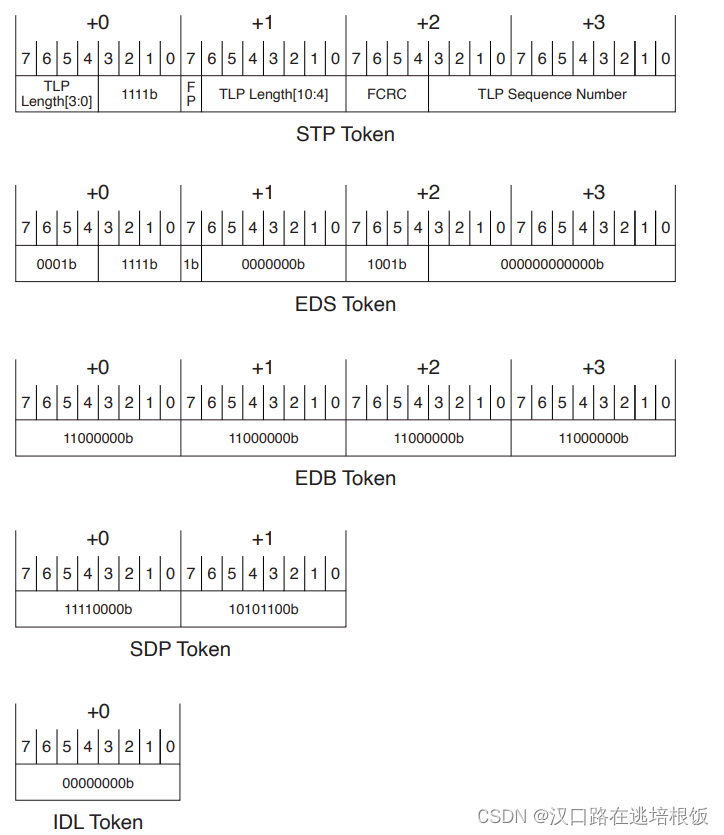 +0 +1 +2 +3
7 6 5 4 3 2 1 0 7 6 5 4 3 2 1 0 7 6 5 4 3 2 1 0 7 6 5 4 3 2 1 0
TLP Length[3:0] 1111b F P TLP Length[10:4] FCRC TLP Sequence Number
STP Token
+0 +1 +2 +3
7 6 5 4 3 2 1 0 7 6 5 4 3 2 1 0 7 6 5 4 3 2 1 0 7 6 5 4 3 2 1 0
0001b 1111b 1b 0000000b 1001b 000000000000b
EDS Token
+0 +1 +2 +3
7 6 5 4 3 2 1 0 7 6 5 4 3 2 1 0 7 6 5 4 3 2 1 0 7 6 5 4 3 2 1 0
11000000b 11000000b 11000000b 11000000b
EDB Token
+0 +1
7 6 5 4 3 2 1 0 7 6 5 4 3 2 1 0
11110000b 10101100b
SDP Token
+0
7 6 5 4 3 2 1 0
00000000b
IDL Token
CSDN @汉口路在逃培根饭